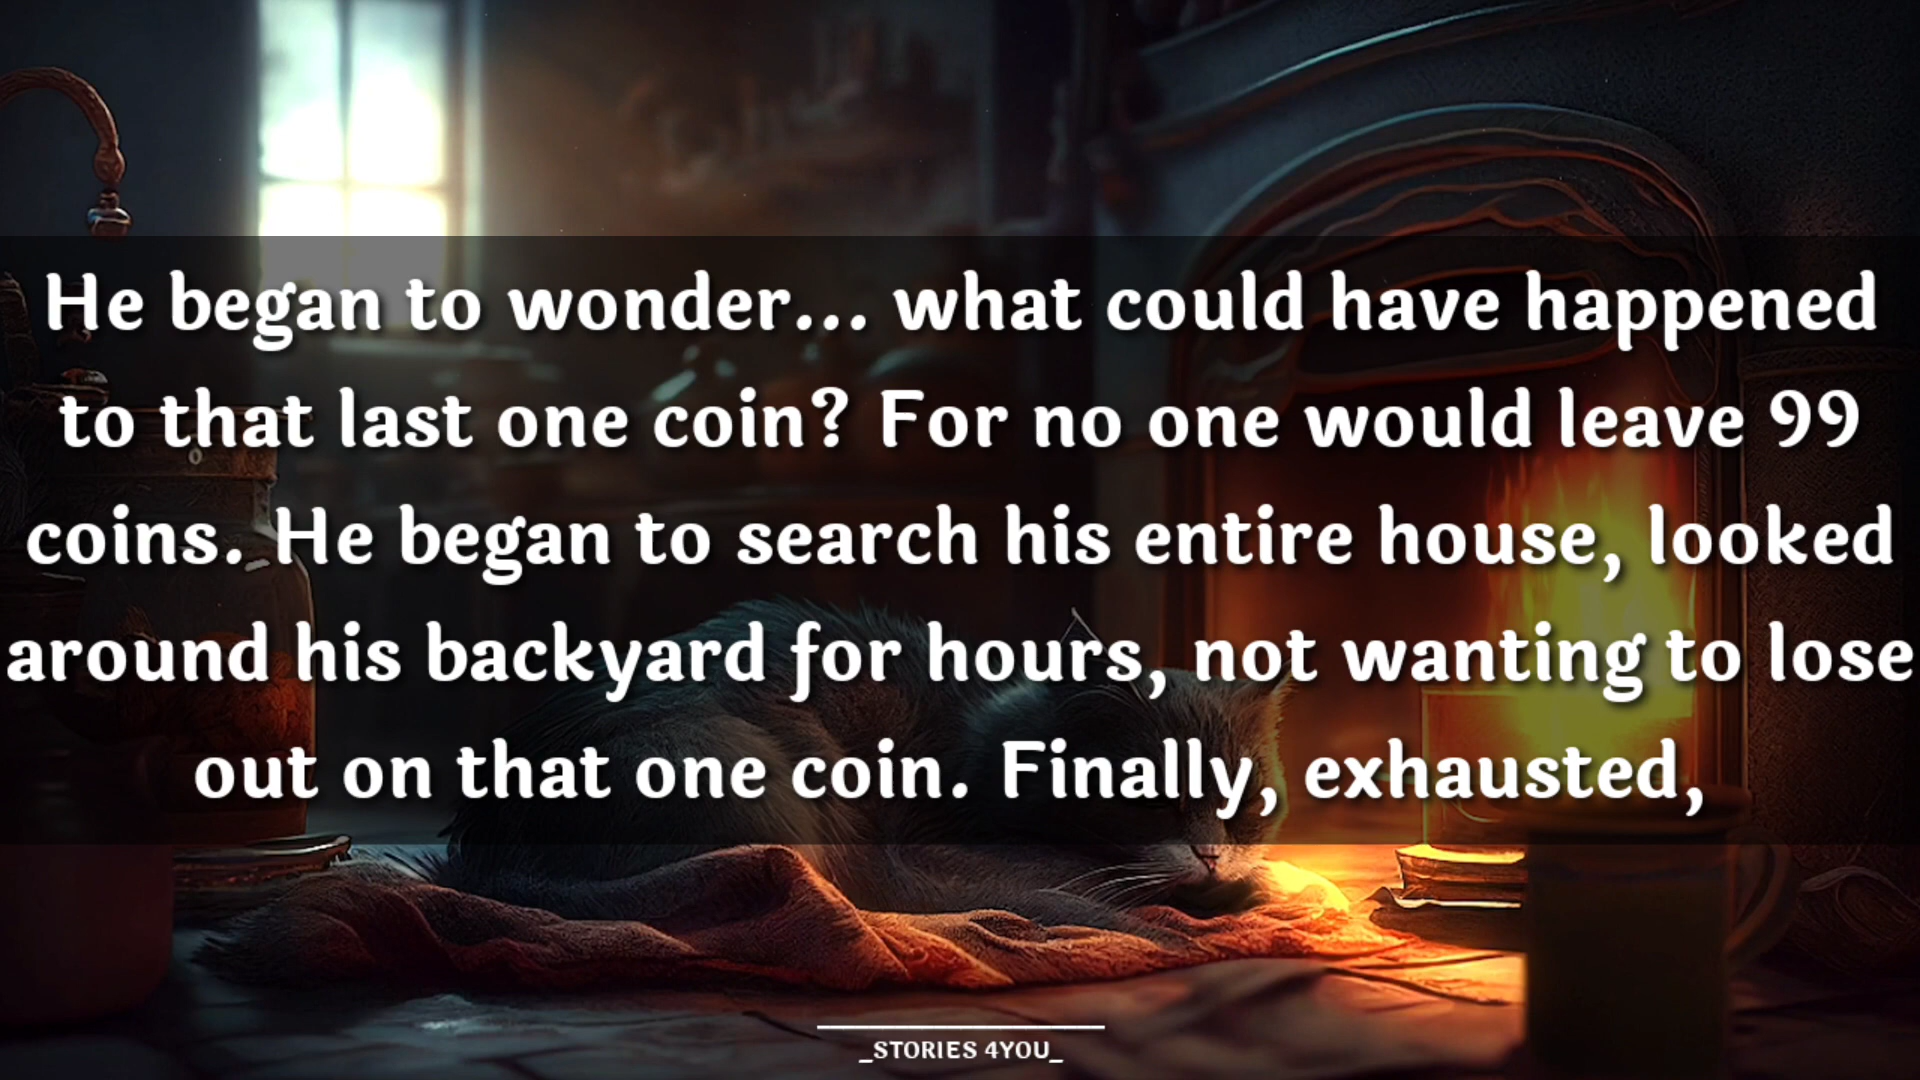 He began to wonder... what could have happened
to that last one coin? For no one would leave 99
coins. He began to search his entire house, looked
around his backyard for hours, not wanting to lose
out on that one coin. Finally, exhausted,
_STORIES 4YOU_